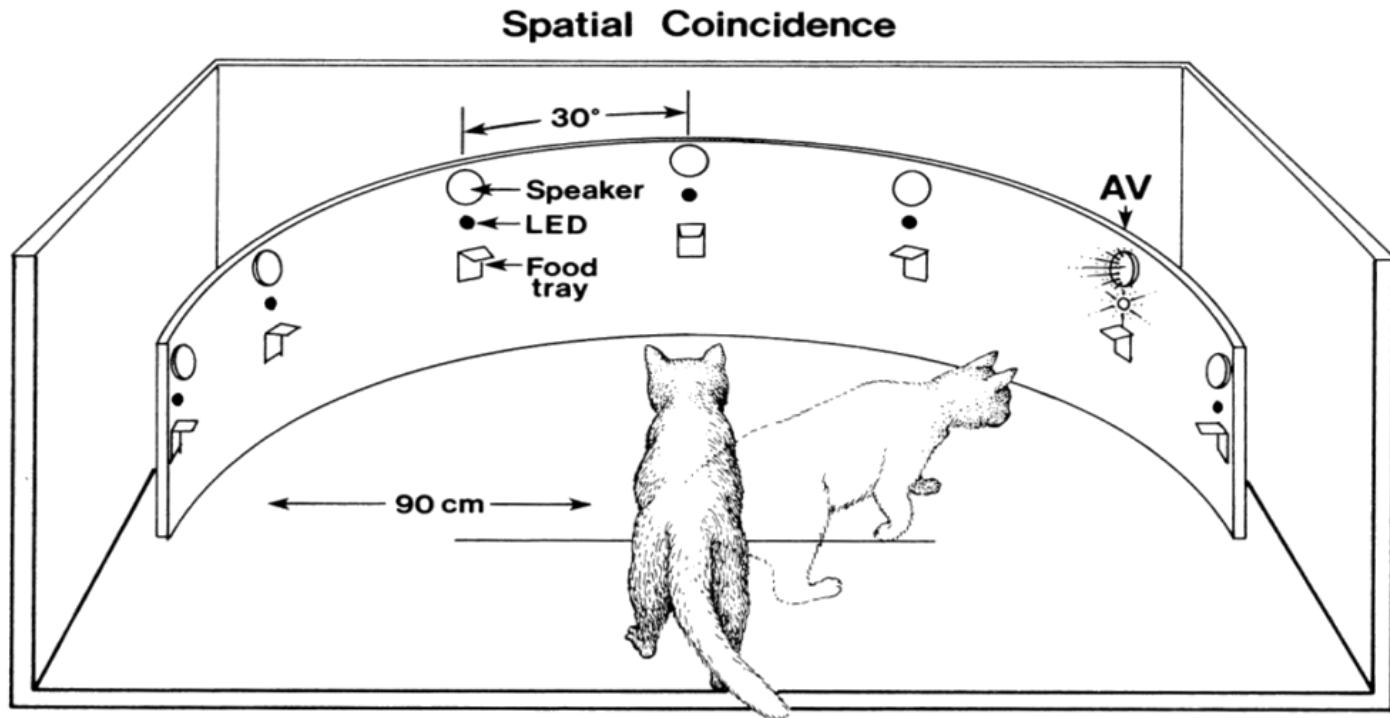 Spatial Coincidence
30°
Speaker
AV
LED
Food
tray
90 cm